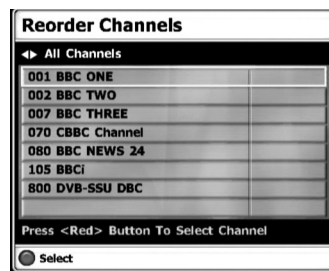 Reorder Channels
All Channels
001 BBC ONE
002 BBC TWO
007 BBC THREE
070 CBBC Channel
080 BBC NEWS 24
105 BBCi
800 DVB-SSU DBC
Press <Red> Button To Select Channel
Select